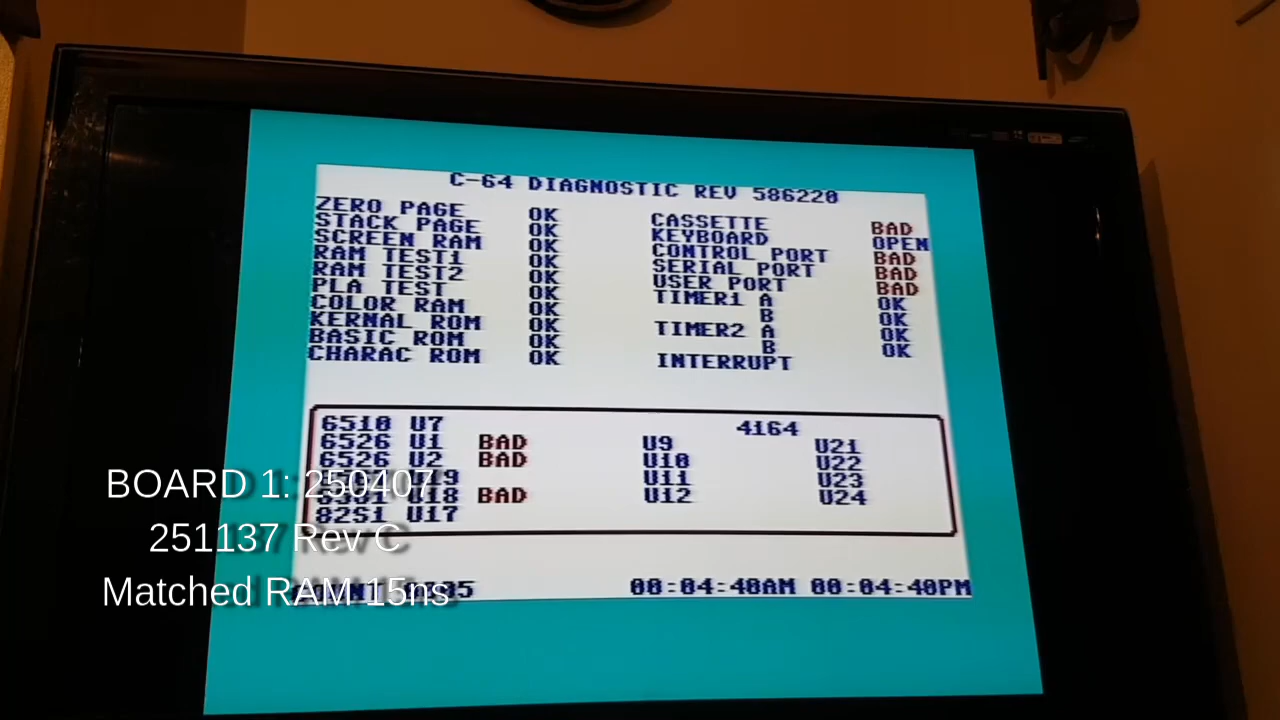 C-64 DIAGNOSTIC REV 586220
ZERO PAGE OK
STACK PAGE OK
SCREEN RAM OK
RAM TEST1 OK
RAM TEST2 OK
PLA TEST OK
COLOR RAM OK
KERNAL ROM OK
BASIC ROM OK
CHARAC ROM OK
CASSETTE BAD
KEYBOARD OPEN
CONTROL PORT BAD
SERIAL PORT BAD
USER PORT BAD
TIMER1 A OK
B OK
TIMER2 A OK
B OK
INTERRUPT
6510 U7
6526 U1 BAD
6526 U2 BAD
U18 BAD
82S1 U17
4164
U9 U21
U10 U22
U11 U23
U12 U24
00:04:40AM 00:04:40PM
BOARD 1: 250407
251137 Rev C
Matched RAM 15ns